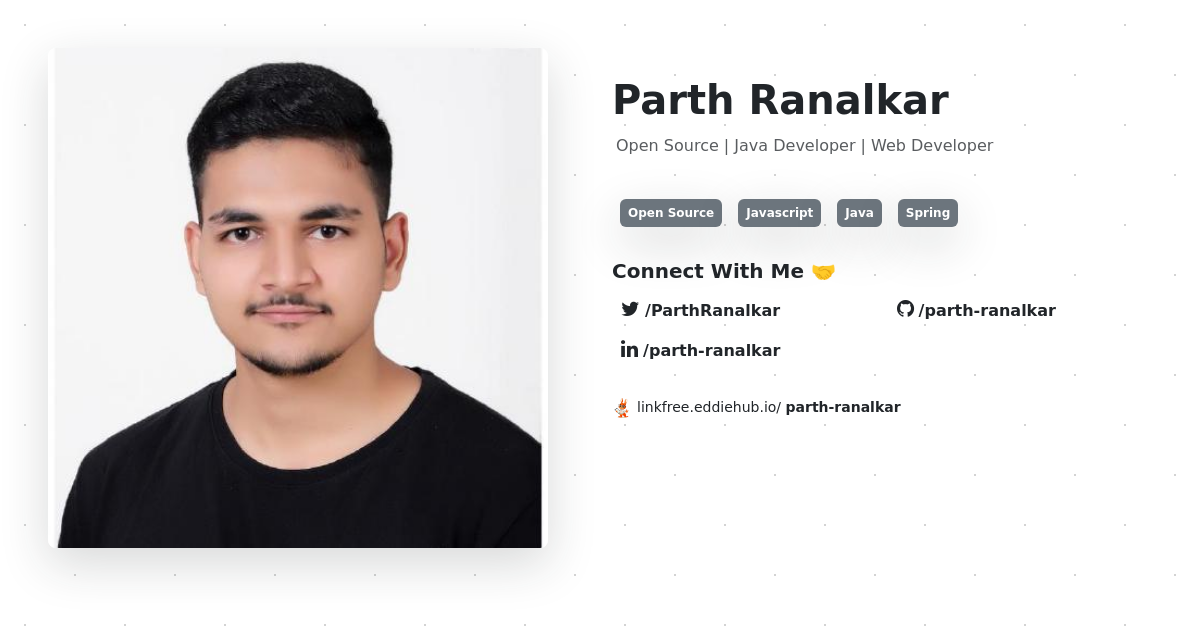 Parth Ranalkar
Open Source | Java Developer | Web Developer
Open Source Javascript Java Spring
Connect With Me 🤝
/ParthRanalkar /parth-ranalkar
in /parth-ranalkar
linkfree.eddiehub.io/ parth-ranalkar